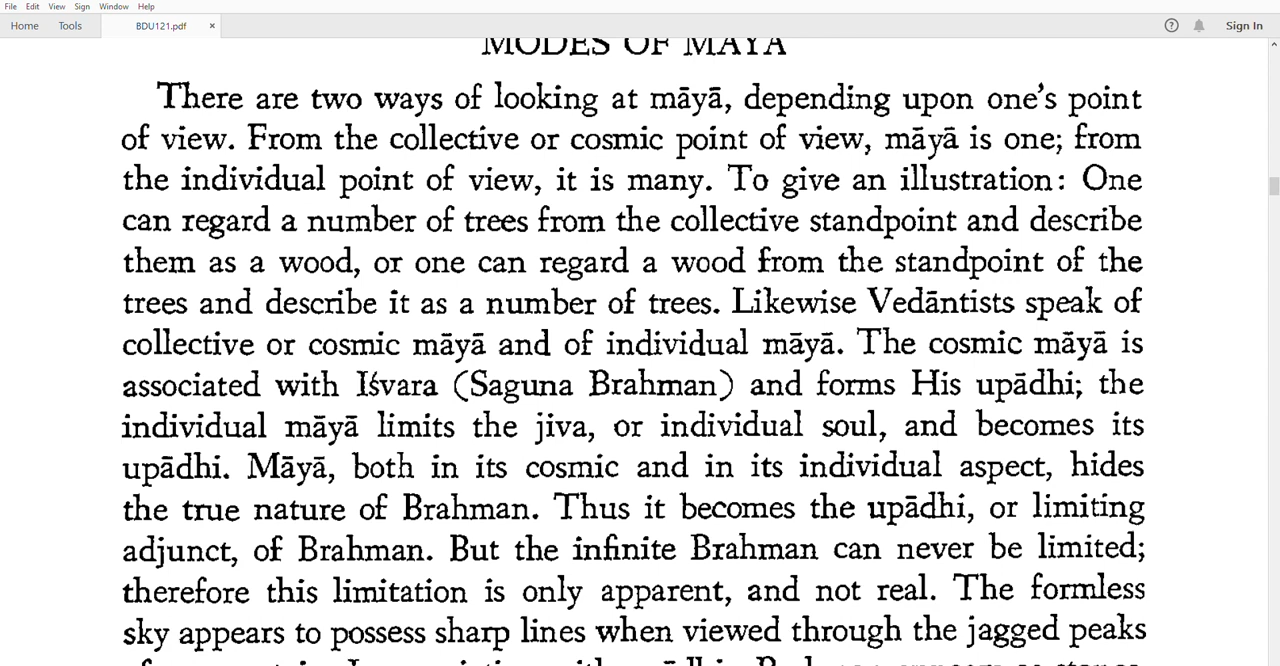 File Edit View Sign Window Help
Home Tools BDU121.pdf × ? Sign In
MODES OF MĀYĀ
There are two ways of looking at māyā, depending upon one's point
of view. From the collective or cosmic point of view, māyā is one; from
the individual point of view, it is many. To give an illustration: One
can regard a number of trees from the collective standpoint and describe
them as a wood, or one can regard a wood from the standpoint of the
trees and describe it as a number of trees. Likewise Vedāntists speak of
collective or cosmic māyā and of individual māyā. The cosmic māyā is
associated with Iśvara (Saguna Brahman) and forms His upādhi; the
individual māyā limits the jiva, or individual soul, and becomes its
upādhi. Māyā, both in its cosmic and in its individual aspect, hides
the true nature of Brahman. Thus it becomes the upādhi, or limiting
adjunct, of Brahman. But the infinite Brahman can never be limited;
therefore this limitation is only apparent, and not real. The formless
sky appears to possess sharp lines when viewed through the jagged peaks